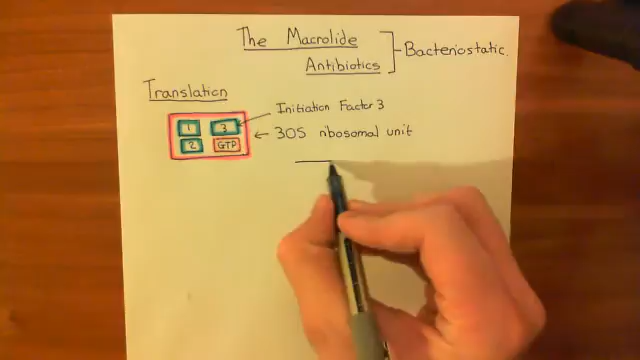 The Macrolide
Antibiotics
Bacteriostatic.
Translation
Initiation Factor 3
1 3
30S ribosomal unit
2 GTP